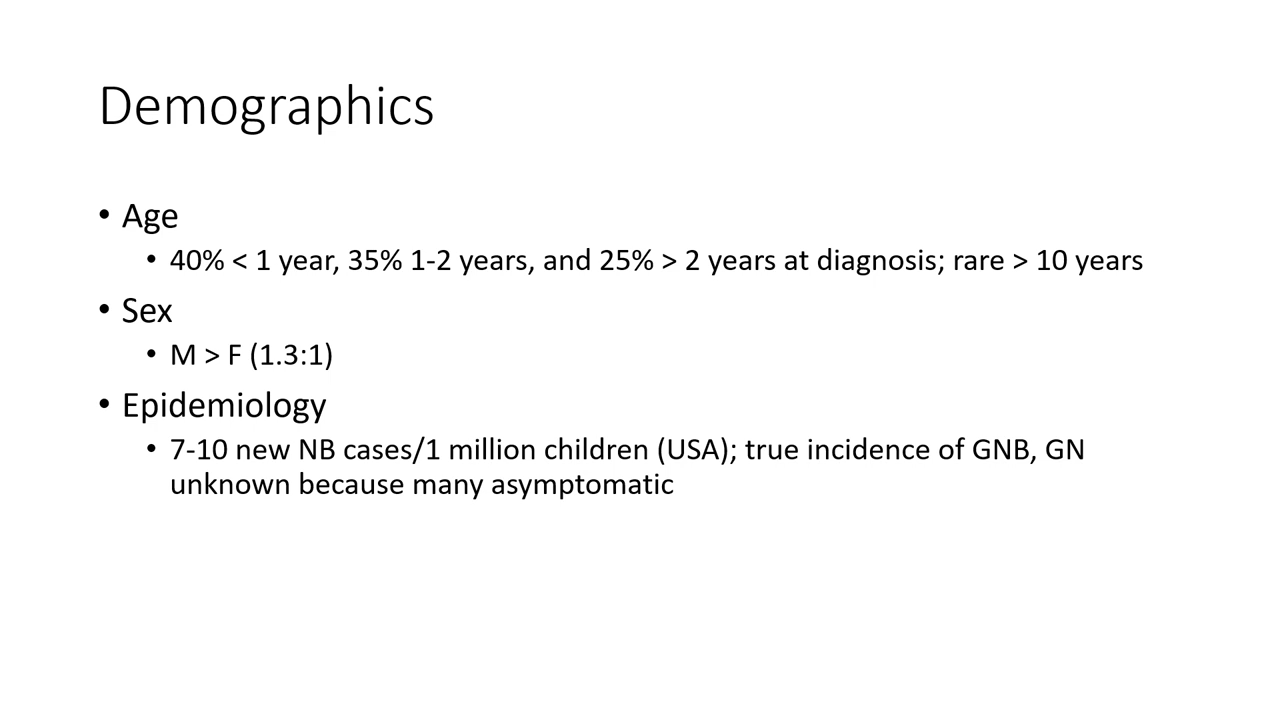 Demographics
• Age
• 40% < 1 year, 35% 1-2 years, and 25% > 2 years at diagnosis; rare > 10 years
• Sex
• M > F (1.3:1)
• Epidemiology
• 7-10 new NB cases/1 million children (USA); true incidence of GNB, GN
unknown because many asymptomatic